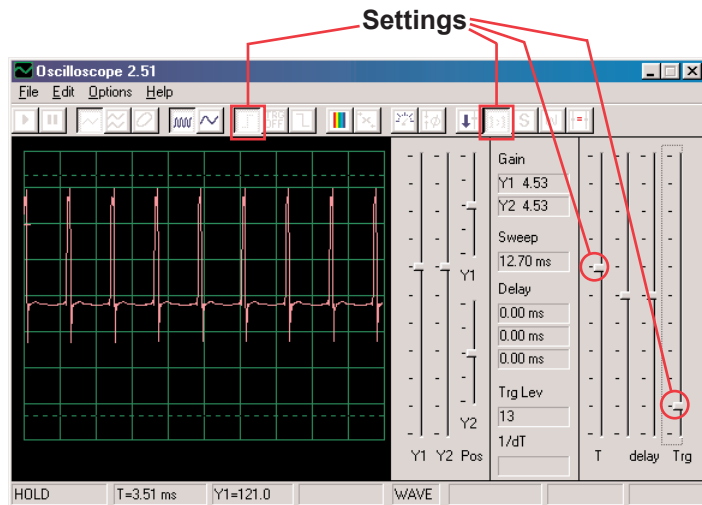 Settings
Oscilloscope 2.51
File Edit Options Help
TRG
OFF
S
Gain
Y1 4.53
Y2 4.53
Sweep
12.70 ms
Y1
Delay
0.00 ms
0.00 ms
0.00 ms
Trg Lev
13
Y2
1/dT
Y1 Y2 Pos
T delay Trg
HOLD T=3.51 ms Y1=121.0 WAVE